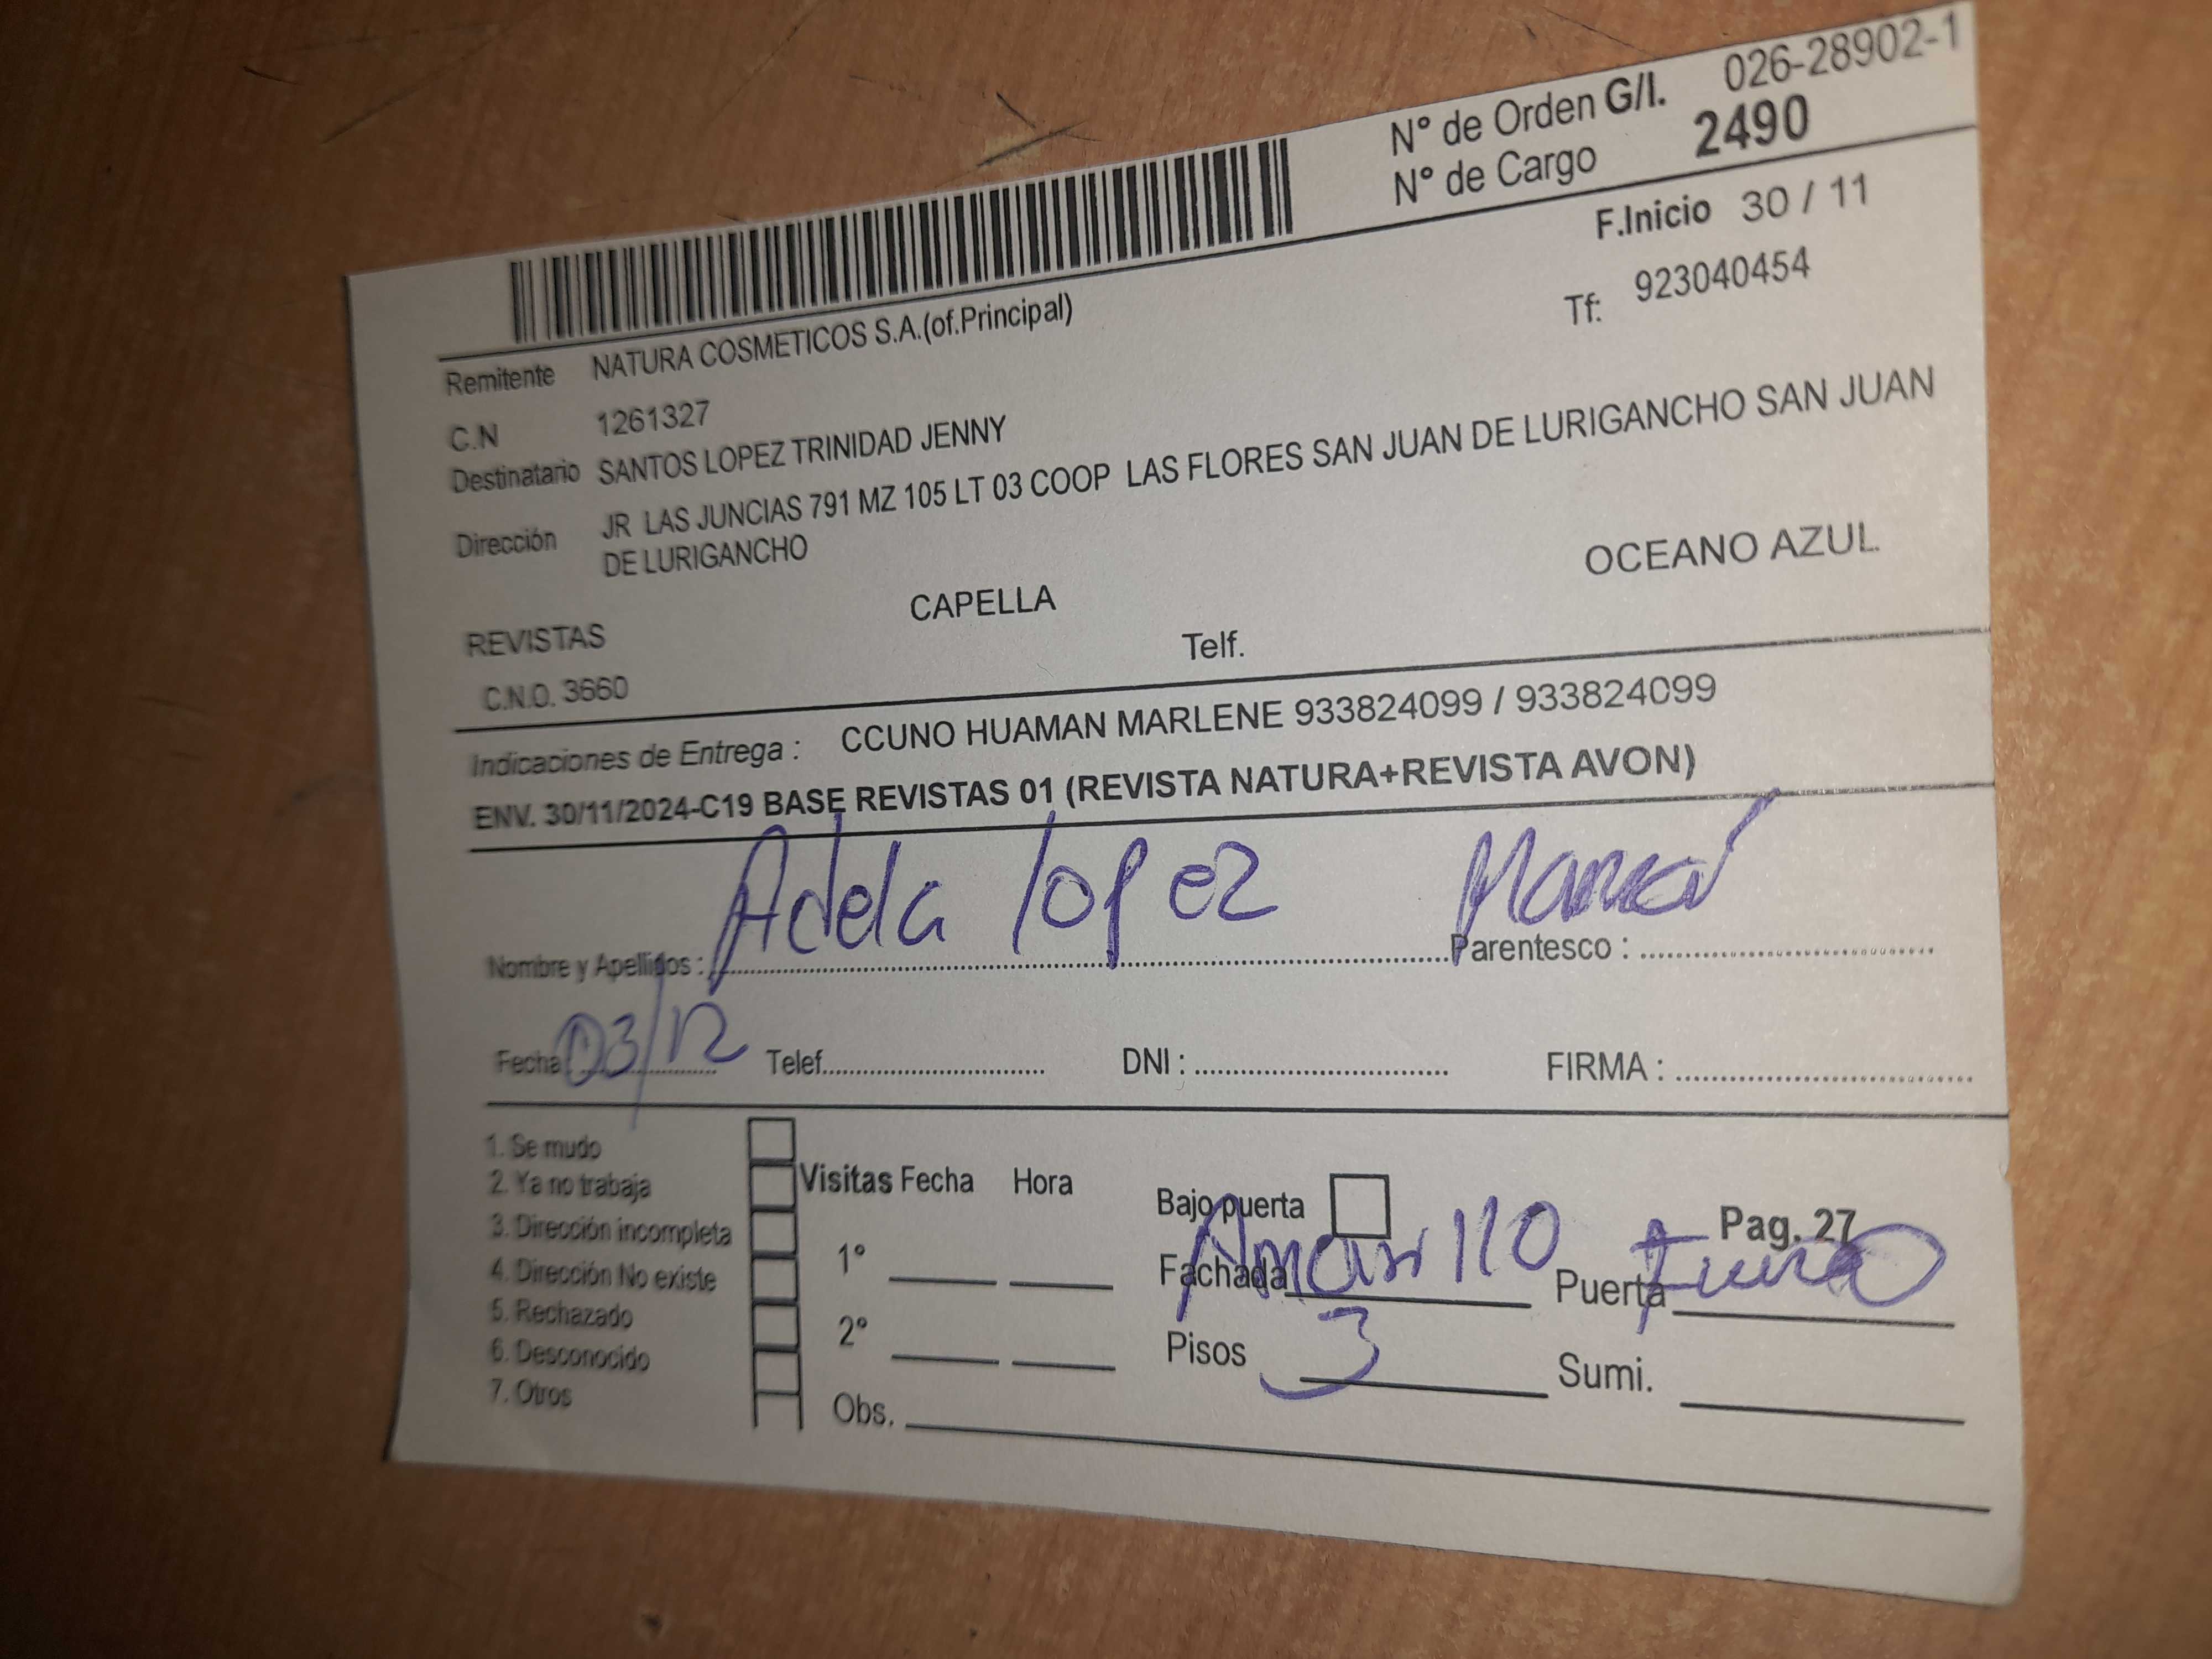 N° de Orden G/I. 026-28902-1
N° de Cargo 2490
F.Inicio 30 / 11
Remitente NATURA COSMETICOS S.A.(of.Principal) Tf: 923040454
C.N 1261327
Destinatario SANTOS LOPEZ TRINIDAD JENNY
Dirección JR LAS JUNCIAS 791 MZ 105 LT 03 COOP LAS FLORES SAN JUAN DE LURIGANCHO SAN JUAN
DE LURIGANCHO
REVISTAS CAPELLA OCEANO AZUL
C.N.O. 3660 Telf.
Indicaciones de Entrega : CCUNO HUAMAN MARLENE 933824099 / 933824099
ENV. 30/11/2024-C19 BASE REVISTAS 01 (REVISTA NATURA+REVISTA AVON)
Nombre y Apellidos : Adela lopez Parentesco : Mamá
Fecha 03/12 Telef. DNI : FIRMA :
1. Se mudo
2. Ya no trabaja Visitas Fecha Hora Bajo puerta Pag. 27
3. Dirección incompleta
4. Dirección No existe 1° Fachada Amarillo Puerta
5. Rechazado
6. Desconocido 2° Pisos 3 Sumi.
7. Otros Obs.